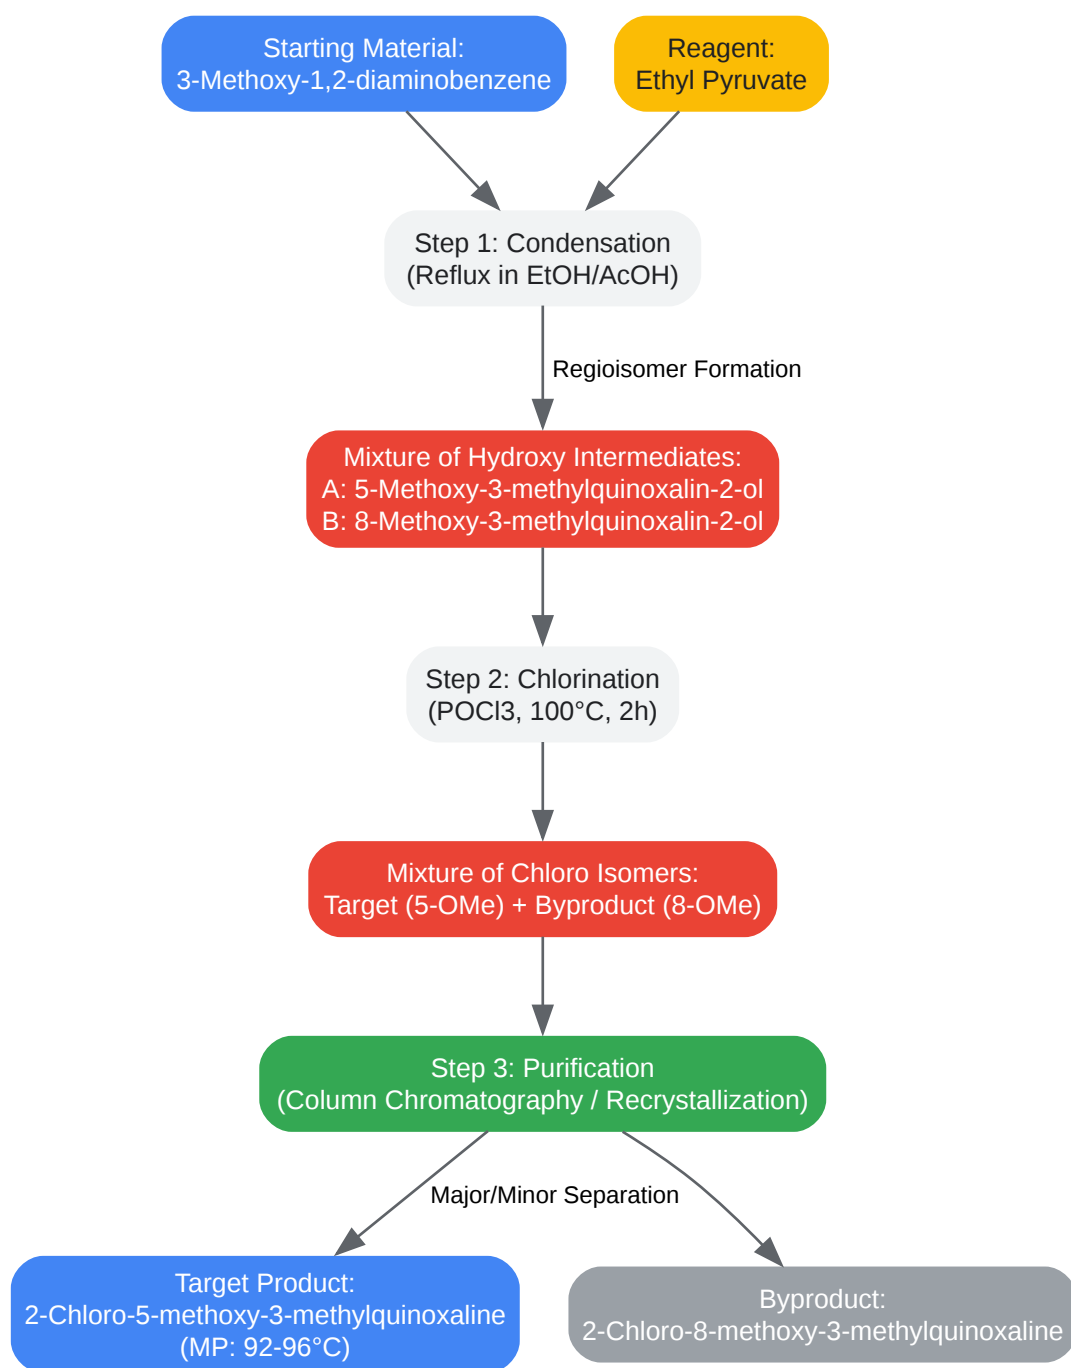 Starting Material:
3-Methoxy-1,2-diaminobenzene
Reagent:
Ethyl Pyruvate
Step 1: Condensation
(Reflux in EtOH/AcOH)
Regioisomer Formation
Mixture of Hydroxy Intermediates:
A: 5-Methoxy-3-methylquinoxalin-2-ol
B: 8-Methoxy-3-methylquinoxalin-2-ol
Step 2: Chlorination
(POCl3, 100°C, 2h)
Mixture of Chloro Isomers:
Target (5-OMe) + Byproduct (8-OMe)
Step 3: Purification
(Column Chromatography / Recrystallization)
Major/Minor Separation
Target Product:
2-Chloro-5-methoxy-3-methylquinoxaline
(MP: 92-96°C)
Byproduct:
2-Chloro-8-methoxy-3-methylquinoxaline